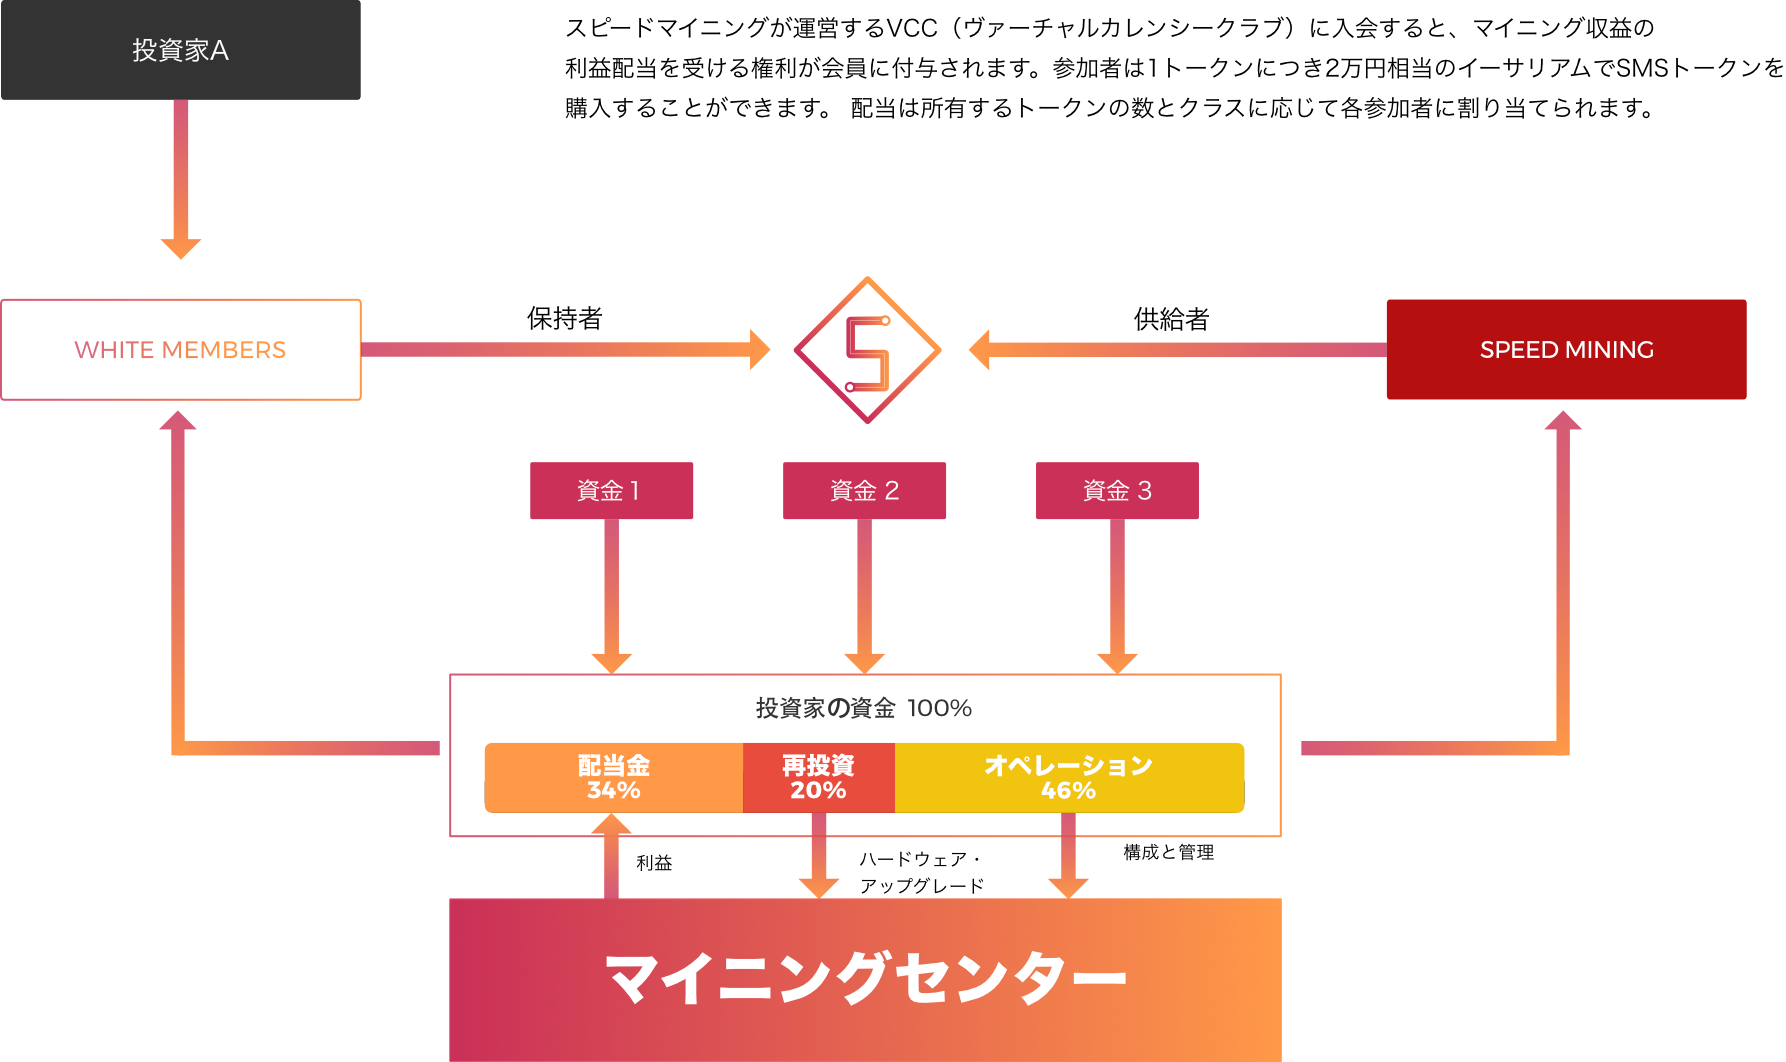 投資家A
スピードマイニングが運営するVCC（ヴァーチャルカレンシークラブ）に入会すると、マイニング収益の
利益配当を受ける権利が会員に付与されます。参加者は1トークンにつき2万円相当のイーサリアムでSMSトークンを
購入することができます。 配当は所有するトークンの数とクラスに応じて各参加者に割り当てられます。
WHITE MEMBERS
保持者
供給者
SPEED MINING
資金 1
資金 2
資金 3
投資家の資金 100%
配当金
34%
再投資
20%
オペレーション
46%
利益
ハードウェア・
アップグレード
構成と管理
マイニングセンター